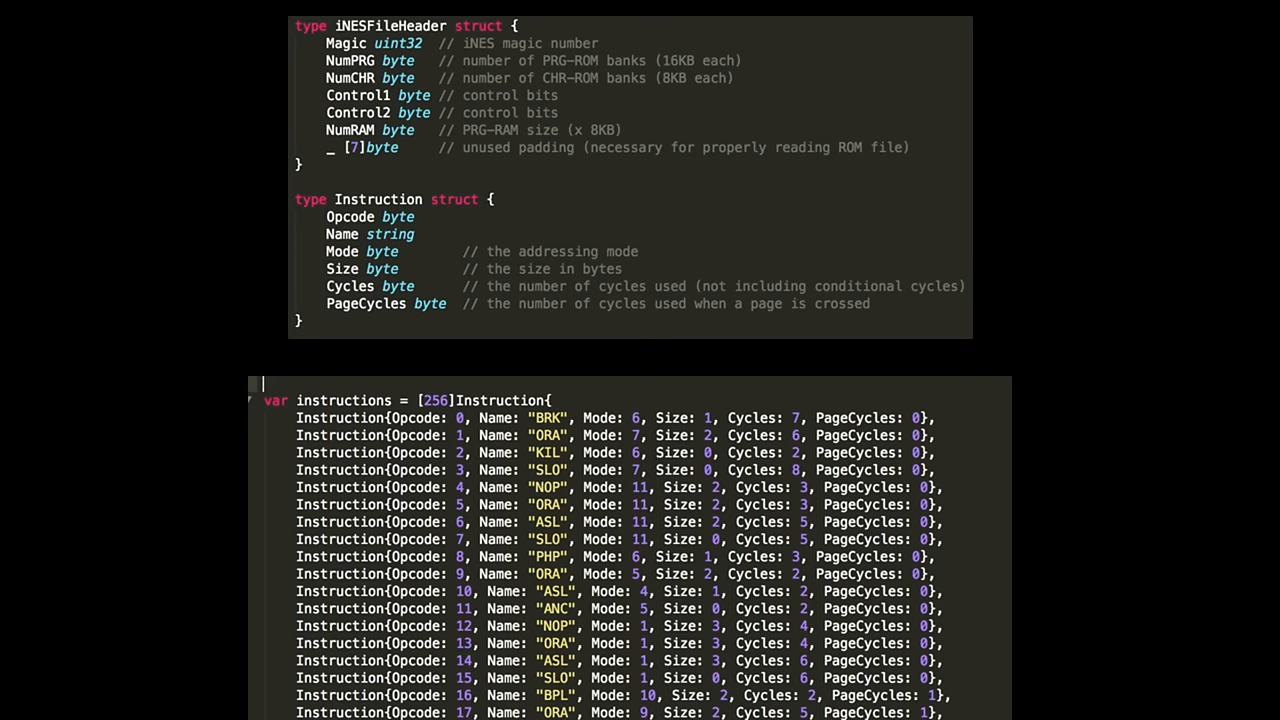 type iNESFileHeader struct {
Magic uint32 // iNES magic number
NumPRG byte // number of PRG-ROM banks (16KB each)
NumCHR byte // number of CHR-ROM banks (8KB each)
Control1 byte // control bits
Control2 byte // control bits
NumRAM byte // PRG-RAM size (x 8KB)
_ [7]byte // unused padding (necessary for properly reading ROM file)
}
type Instruction struct {
Opcode byte
Name string
Mode byte // the addressing mode
Size byte // the size in bytes
Cycles byte // the number of cycles used (not including conditional cycles)
PageCycles byte // the number of cycles used when a page is crossed
}
var instructions = [256]Instruction{
Instruction{Opcode: 0, Name: "BRK", Mode: 6, Size: 1, Cycles: 7, PageCycles: 0},
Instruction{Opcode: 1, Name: "ORA", Mode: 7, Size: 2, Cycles: 6, PageCycles: 0},
Instruction{Opcode: 2, Name: "KIL", Mode: 6, Size: 0, Cycles: 2, PageCycles: 0},
Instruction{Opcode: 3, Name: "SLO", Mode: 7, Size: 0, Cycles: 8, PageCycles: 0},
Instruction{Opcode: 4, Name: "NOP", Mode: 11, Size: 2, Cycles: 3, PageCycles: 0},
Instruction{Opcode: 5, Name: "ORA", Mode: 11, Size: 2, Cycles: 3, PageCycles: 0},
Instruction{Opcode: 6, Name: "ASL", Mode: 11, Size: 2, Cycles: 5, PageCycles: 0},
Instruction{Opcode: 7, Name: "SLO", Mode: 11, Size: 0, Cycles: 5, PageCycles: 0},
Instruction{Opcode: 8, Name: "PHP", Mode: 6, Size: 1, Cycles: 3, PageCycles: 0},
Instruction{Opcode: 9, Name: "ORA", Mode: 5, Size: 2, Cycles: 2, PageCycles: 0},
Instruction{Opcode: 10, Name: "ASL", Mode: 4, Size: 1, Cycles: 2, PageCycles: 0},
Instruction{Opcode: 11, Name: "ANC", Mode: 5, Size: 0, Cycles: 2, PageCycles: 0},
Instruction{Opcode: 12, Name: "NOP", Mode: 1, Size: 3, Cycles: 4, PageCycles: 0},
Instruction{Opcode: 13, Name: "ORA", Mode: 1, Size: 3, Cycles: 4, PageCycles: 0},
Instruction{Opcode: 14, Name: "ASL", Mode: 1, Size: 3, Cycles: 6, PageCycles: 0},
Instruction{Opcode: 15, Name: "SLO", Mode: 1, Size: 0, Cycles: 6, PageCycles: 0},
Instruction{Opcode: 16, Name: "BPL", Mode: 10, Size: 2, Cycles: 2, PageCycles: 1},
Instruction{Opcode: 17, Name: "ORA", Mode: 9, Size: 2, Cycles: 5, PageCycles: 1},